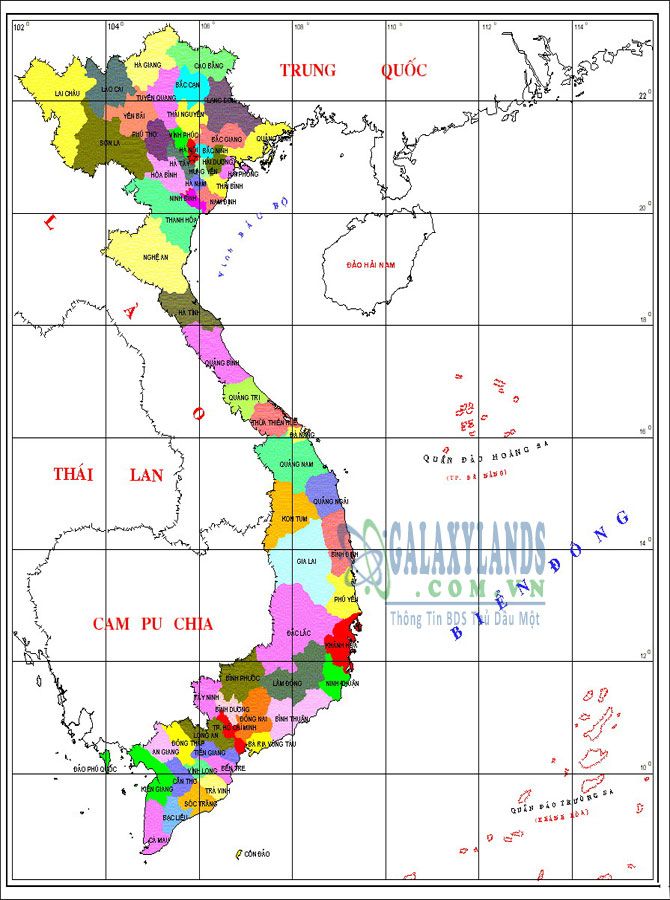 102° 104° 106° 108° 110° 112° 114°
TRUNG QUỐC
HÀ GIANG
CAO BẰNG
LAI CHÂU
LAO CAI
BẮC CẠN
TUYÊN QUANG
LẠNG SƠN
22°
YÊN BÁI
THÁI NGUYÊN
PHÚ THỌ
VĨNH PHÚC
BẮC GIANG
QUẢNG NINH
SƠN LA
HÀ NỘI
BẮC NINH
HÀ TÂY
HẢI DƯƠNG
HƯNG YÊN
HẢI PHÒNG
HÒA BÌNH
HÀ NAM
THÁI BÌNH
NINH BÌNH
NAM ĐỊNH
20°
THANH HÓA
Vịnh BẮC BỘ
NGHỆ AN
ĐẢO HẢI NAM
LÀO
HÀ TĨNH
18°
QUẢNG BÌNH
QUẢNG TRỊ
THỪA THIÊN HUẾ
ĐÀ NẴNG
16°
QUẦN ĐẢO HOÀNG SA
(TP. ĐÀ NẴNG)
THÁI LAN
QUẢNG NAM
QUẢNG NGÃI
KON TUM
14°
GALAXYLANDS
.COM.VN
Thông Tin BDS Thủ Dầu Một
BIỂN ĐÔNG
BÌNH ĐỊNH
GIA LAI
PHÚ YÊN
CAM PU CHIA
ĐẮC LẮC
KHÁNH HÒA
12°
BÌNH PHƯỚC
LÂM ĐỒNG
NINH THUẬN
TÂY NINH
BÌNH DƯƠNG
ĐỒNG NAI
BÌNH THUẬN
TP. HỒ CHÍ MINH
LONG AN
BÀ RỊA VŨNG TÀU
ĐỒNG THÁP
AN GIANG
TIỀN GIANG
10°
ĐẢO PHÚ QUỐC
VĨNH LONG
BẾN TRE
CẦN THƠ
KIÊN GIANG
TRÀ VINH
SÓC TRĂNG
QUẦN ĐẢO TRƯỜNG SA
(KHÁNH HÒA)
BẠC LIÊU
CÀ MAU
CÔN ĐẢO